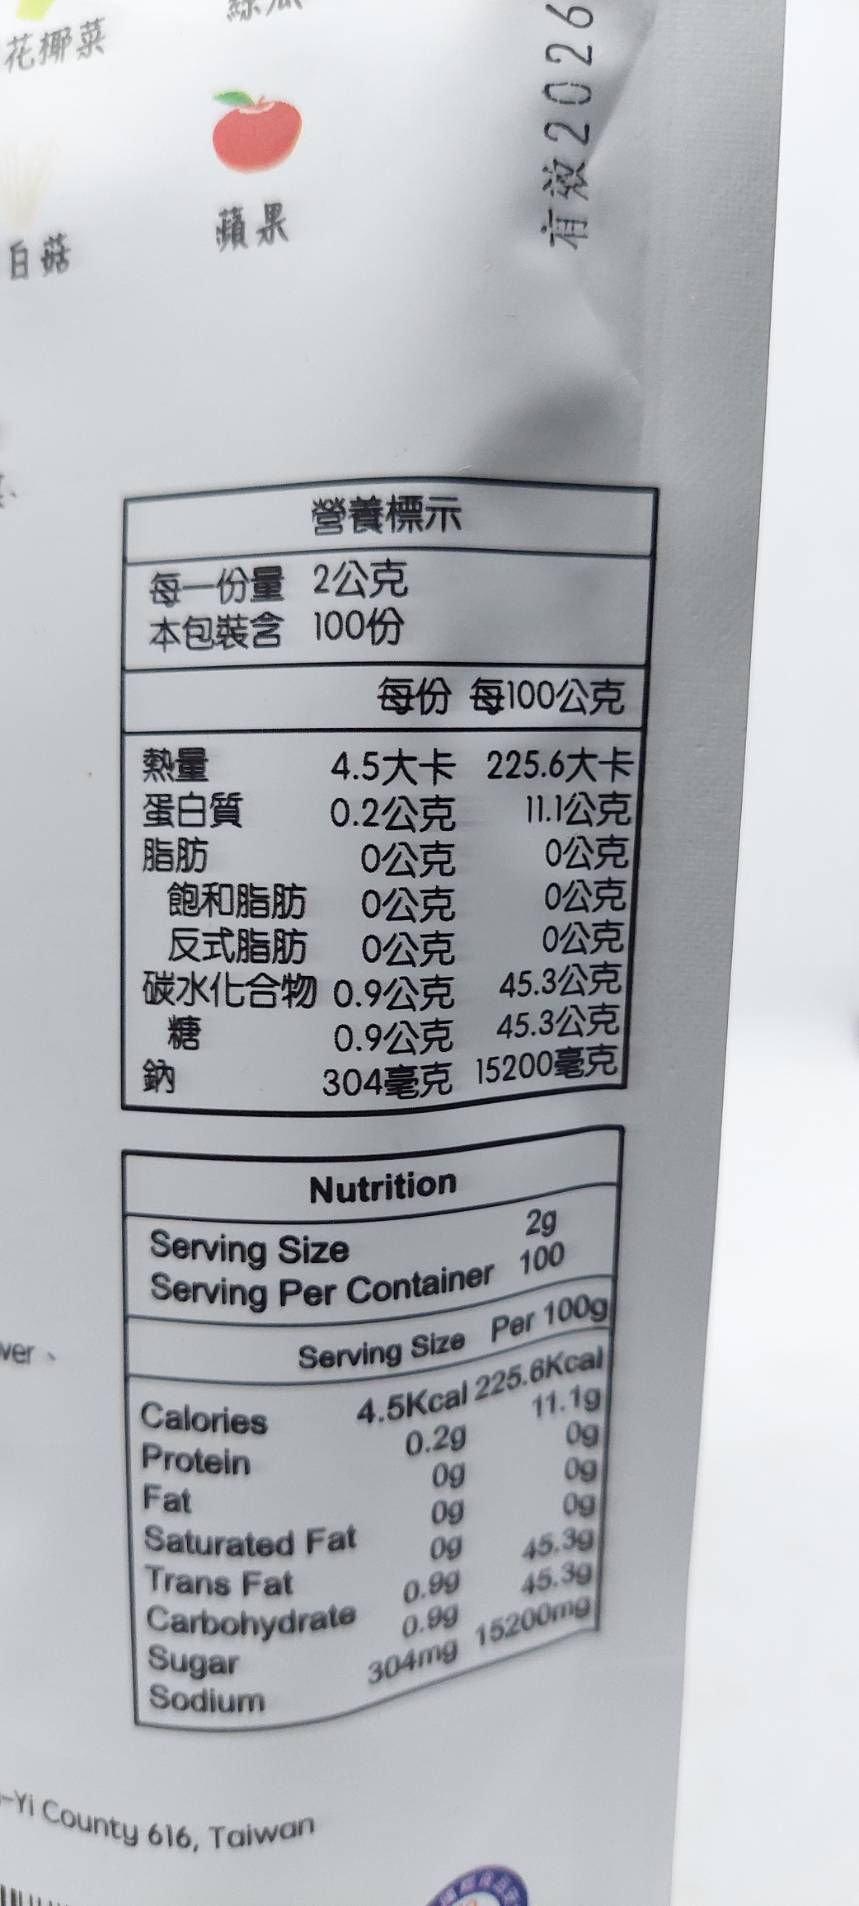 花椰菜
白菇
蘋果
有效2026
營養標示
每一份量 2公克
本包裝含 100份
每份 每100公克
熱量 4.5大卡 225.6大卡
蛋白質 0.2公克 11.1公克
脂肪 0公克 0公克
飽和脂肪 0公克 0公克
反式脂肪 0公克 0公克
碳水化合物 0.9公克 45.3公克
糖 0.9公克 45.3公克
鈉 304毫克 15200毫克
Nutrition
Serving Size 2g
Serving Per Container 100
Serving Size Per 100g
Calories 4.5Kcal 225.6Kcal
Protein 0.2g 11.1g
Fat 0g 0g
Saturated Fat 0g 0g
Trans Fat 0g 0g
Carbohydrate 0.9g 45.3g
Sugar 0.9g 45.3g
Sodium 304mg 15200mg
-Yi County 616, Taiwan